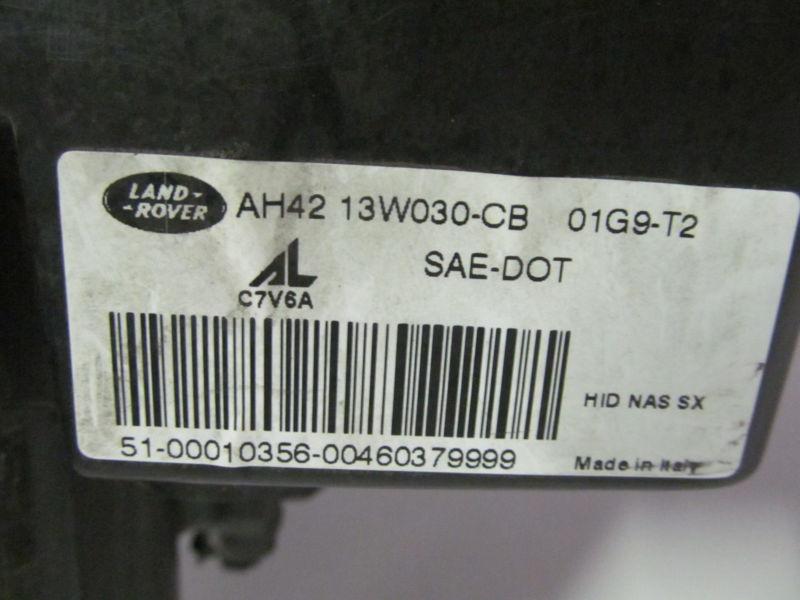 LAND-
-ROVER
AH42 13W030-CB 01G9-T2
AL
SAE-DOT
C7V6A
HID NAS SX
51-00010356-00460379999
Made in Italy